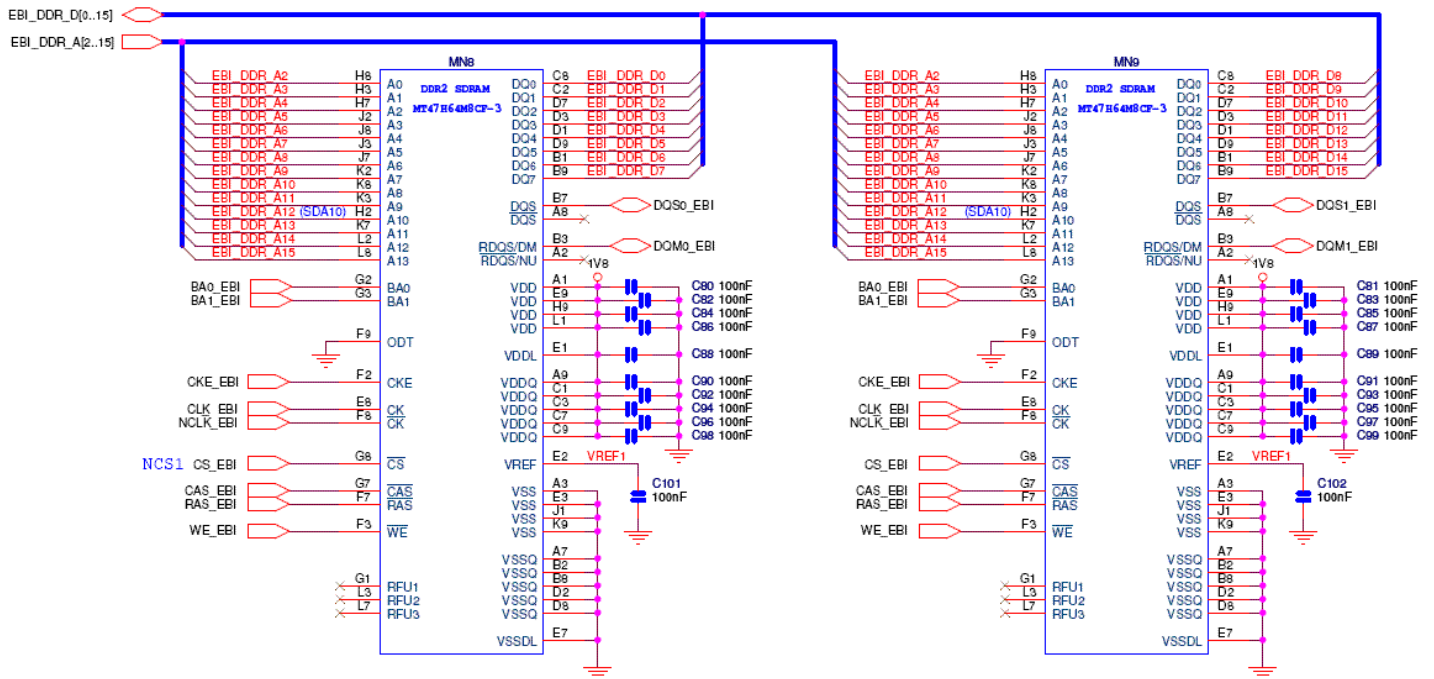 EBI_DDR_D[0..15]
EBI_DDR_A[2..15]
MN8
DDR2 SDRAM
MT47H64M8CF-3
EBI_DDR_A2 H8 A0
EBI_DDR_A3 H3 A1
EBI_DDR_A4 H7 A2
EBI_DDR_A5 J2 A3
EBI_DDR_A6 J8 A4
EBI_DDR_A7 J3 A5
EBI_DDR_A8 J7 A6
EBI_DDR_A9 K2 A7
EBI_DDR_A10 K8 A8
EBI_DDR_A11 K3 A9
EBI_DDR_A12 (SDA10) H2 A10
EBI_DDR_A13 K7 A11
EBI_DDR_A14 L2 A12
EBI_DDR_A15 L8 A13
BA0_EBI G2 BA0
BA1_EBI G3 BA1
F9 ODT
CKE_EBI F2 CKE
CLK_EBI E8 CK
NCLK_EBI F8 CK
NCS1 CS_EBI G8 CS
CAS_EBI G7 CAS
RAS_EBI F7 RAS
WE_EBI F3 WE
G1 RFU1
L3 RFU2
L7 RFU3
DQ0 C8 EBI_DDR_D0
DQ1 C2 EBI_DDR_D1
DQ2 D7 EBI_DDR_D2
DQ3 D3 EBI_DDR_D3
DQ4 D1 EBI_DDR_D4
DQ5 D9 EBI_DDR_D5
DQ6 B1 EBI_DDR_D6
DQ7 B9 EBI_DDR_D7
DQS B7 DQS0_EBI
DQS A8
RDQS/DM B3 DQM0_EBI
RDQS/NU A2
1V8
VDD A1 C80 100nF
VDD E9 C82 100nF
VDD H9 C84 100nF
VDD L1 C86 100nF
VDDL E1 C88 100nF
VDDQ A9 C90 100nF
VDDQ C1 C92 100nF
VDDQ C3 C94 100nF
VDDQ C7 C96 100nF
VDDQ C9 C98 100nF
VREF E2 VREF1
C101
100nF
VSS A3
VSS E3
VSS J1
VSS K9
VSSQ A7
VSSQ B2
VSSQ B8
VSSQ D2
VSSQ D8
VSSDL E7
MN9
DDR2 SDRAM
MT47H64M8CF-3
EBI_DDR_A2 H8 A0
EBI_DDR_A3 H3 A1
EBI_DDR_A4 H7 A2
EBI_DDR_A5 J2 A3
EBI_DDR_A6 J8 A4
EBI_DDR_A7 J3 A5
EBI_DDR_A8 J7 A6
EBI_DDR_A9 K2 A7
EBI_DDR_A10 K8 A8
EBI_DDR_A11 K3 A9
EBI_DDR_A12 (SDA10) H2 A10
EBI_DDR_A13 K7 A11
EBI_DDR_A14 L2 A12
EBI_DDR_A15 L8 A13
BA0_EBI G2 BA0
BA1_EBI G3 BA1
F9 ODT
CKE_EBI F2 CKE
CLK_EBI E8 CK
NCLK_EBI F8 CK
CS_EBI G8 CS
CAS_EBI G7 CAS
RAS_EBI F7 RAS
WE_EBI F3 WE
G1 RFU1
L3 RFU2
L7 RFU3
DQ0 C8 EBI_DDR_D8
DQ1 C2 EBI_DDR_D9
DQ2 D7 EBI_DDR_D10
DQ3 D3 EBI_DDR_D11
DQ4 D1 EBI_DDR_D12
DQ5 D9 EBI_DDR_D13
DQ6 B1 EBI_DDR_D14
DQ7 B9 EBI_DDR_D15
DQS B7 DQS1_EBI
DQS A8
RDQS/DM B3 DQM1_EBI
RDQS/NU A2
1V8
VDD A1 C81 100nF
VDD E9 C83 100nF
VDD H9 C85 100nF
VDD L1 C87 100nF
VDDL E1 C89 100nF
VDDQ A9 C91 100nF
VDDQ C1 C93 100nF
VDDQ C3 C95 100nF
VDDQ C7 C97 100nF
VDDQ C9 C99 100nF
VREF E2 VREF1
C102
100nF
VSS A3
VSS E3
VSS J1
VSS K9
VSSQ A7
VSSQ B2
VSSQ B8
VSSQ D2
VSSQ D8
VSSDL E7